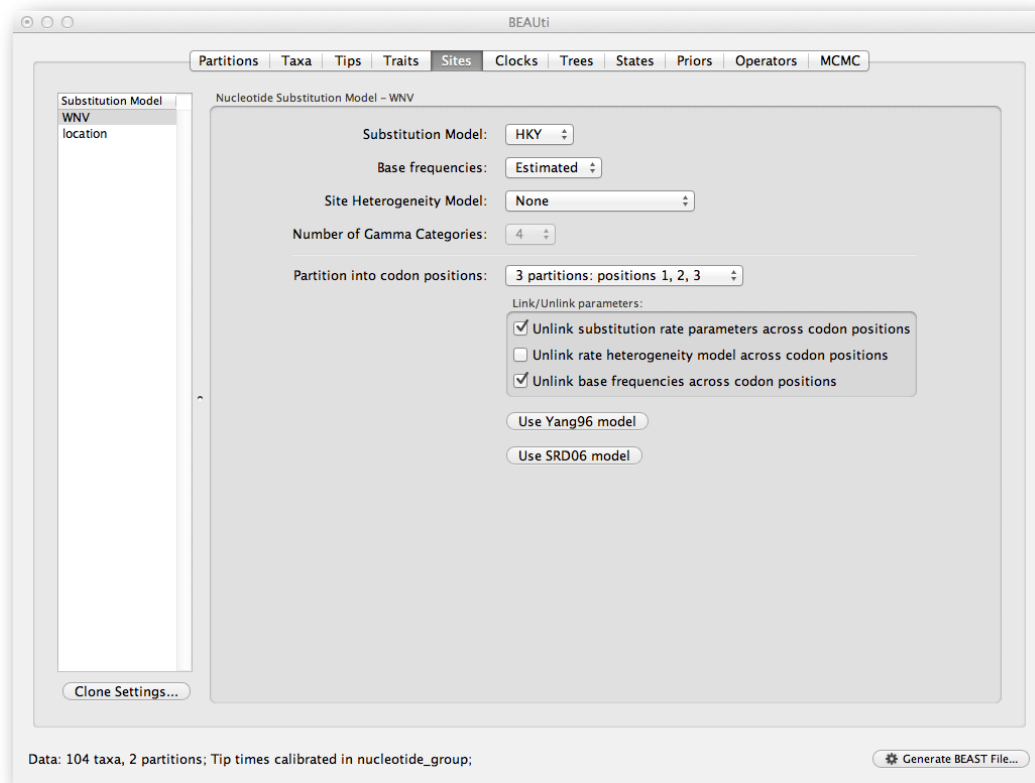 BEAUti
Partitions Taxa Tips Traits Sites Clocks Trees States Priors Operators MCMC
Substitution Model
WNV
location
Nucleotide Substitution Model – WNV
Substitution Model: HKY
Base frequencies: Estimated
Site Heterogeneity Model: None
Number of Gamma Categories: 4
Partition into codon positions: 3 partitions: positions 1, 2, 3
Link/Unlink parameters:
Unlink substitution rate parameters across codon positions
Unlink rate heterogeneity model across codon positions
Unlink base frequencies across codon positions
Use Yang96 model
Use SRD06 model
Clone Settings...
Data: 104 taxa, 2 partitions; Tip times calibrated in nucleotide_group;
Generate BEAST File...